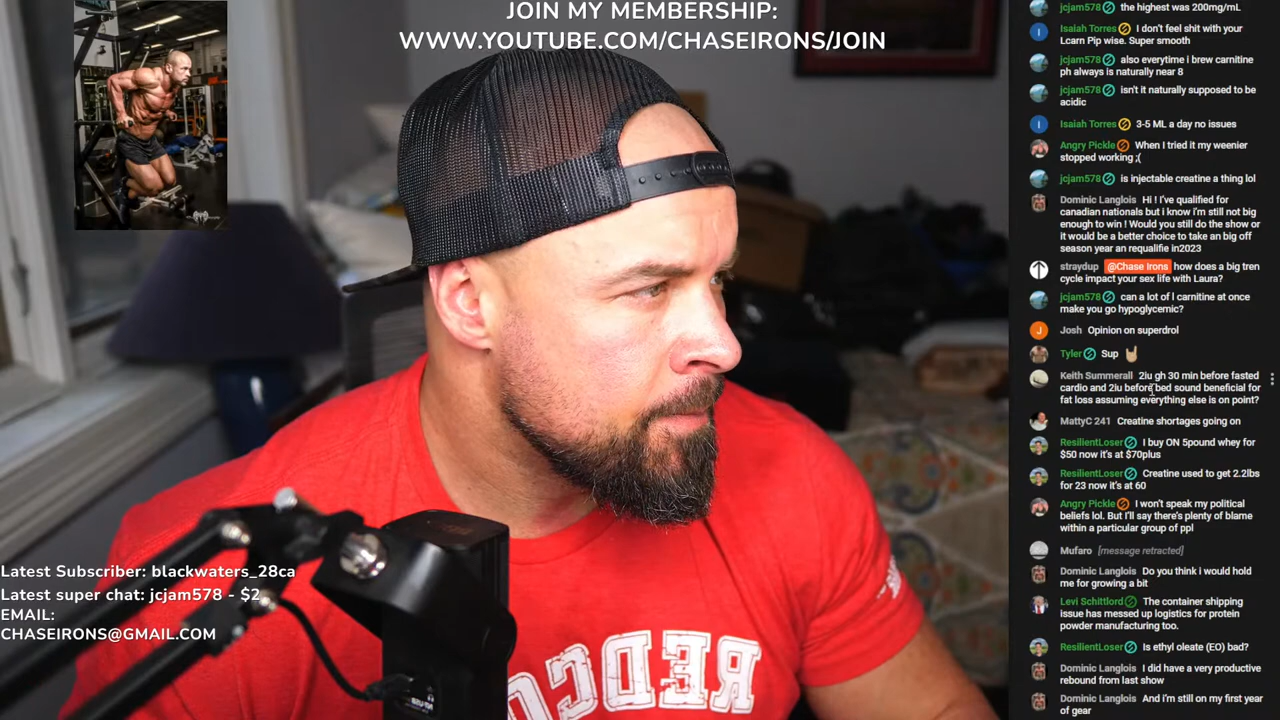 JOIN MY MEMBERSHIP:
WWW.YOUTUBE.COM/CHASEIRONS/JOIN
Latest Subscriber: blackwaters_28ca
Latest super chat: jcjam578 - $2
EMAIL:
CHASEIRONS@GMAIL.COM
REDCO
jcjam578 the highest was 200mg/mL
Isaiah Torres I don't feel shit with your
Lcarn Pip wise. Super smooth
jcjam578 also everytime i brew carnitine
ph always is naturally near 8
jcjam578 isn't it naturally supposed to be
acidic
Isaiah Torres 3-5 ML a day no issues
Angry Pickle When I tried it my weenier
stopped working ;(
jcjam578 is injectable creatine a thing lol
Dominic Langlois Hi ! I've qualified for
canadian nationals but i know i'm still not big
enough to win ! Would you still do the show or
it would be a better choice to take an big off
season year an requalifie in2023
straydup @Chase Irons how does a big tren
cycle impact your sex life with Laura?
jcjam578 can a lot of l carnitine at once
make you go hypoglycemic?
Josh Opinion on superdrol
Tyler Sup
Keith Summerall 2iu gh 30 min before fasted
cardio and 2iu before bed sound beneficial for
fat loss assuming everything else is on point?
MattyC 241 Creatine shortages going on
ResilientLoser I buy ON 5pound whey for
$50 now it's at $70plus
ResilientLoser Creatine used to get 2.2lbs
for 23 now it's at 60
Angry Pickle I won't speak my political
beliefs lol. But I'll say there's plenty of blame
within a particular group of ppl
Mufaro [message retracted]
Dominic Langlois Do you think i would hold
me for growing a bit
Levi Schittlord The container shipping
issue has messed up logistics for protein
powder manufacturing too.
ResilientLoser Is ethyl oleate (EO) bad?
Dominic Langlois I did have a very productive
rebound from last show
Dominic Langlois And i'm still on my first year
of gear